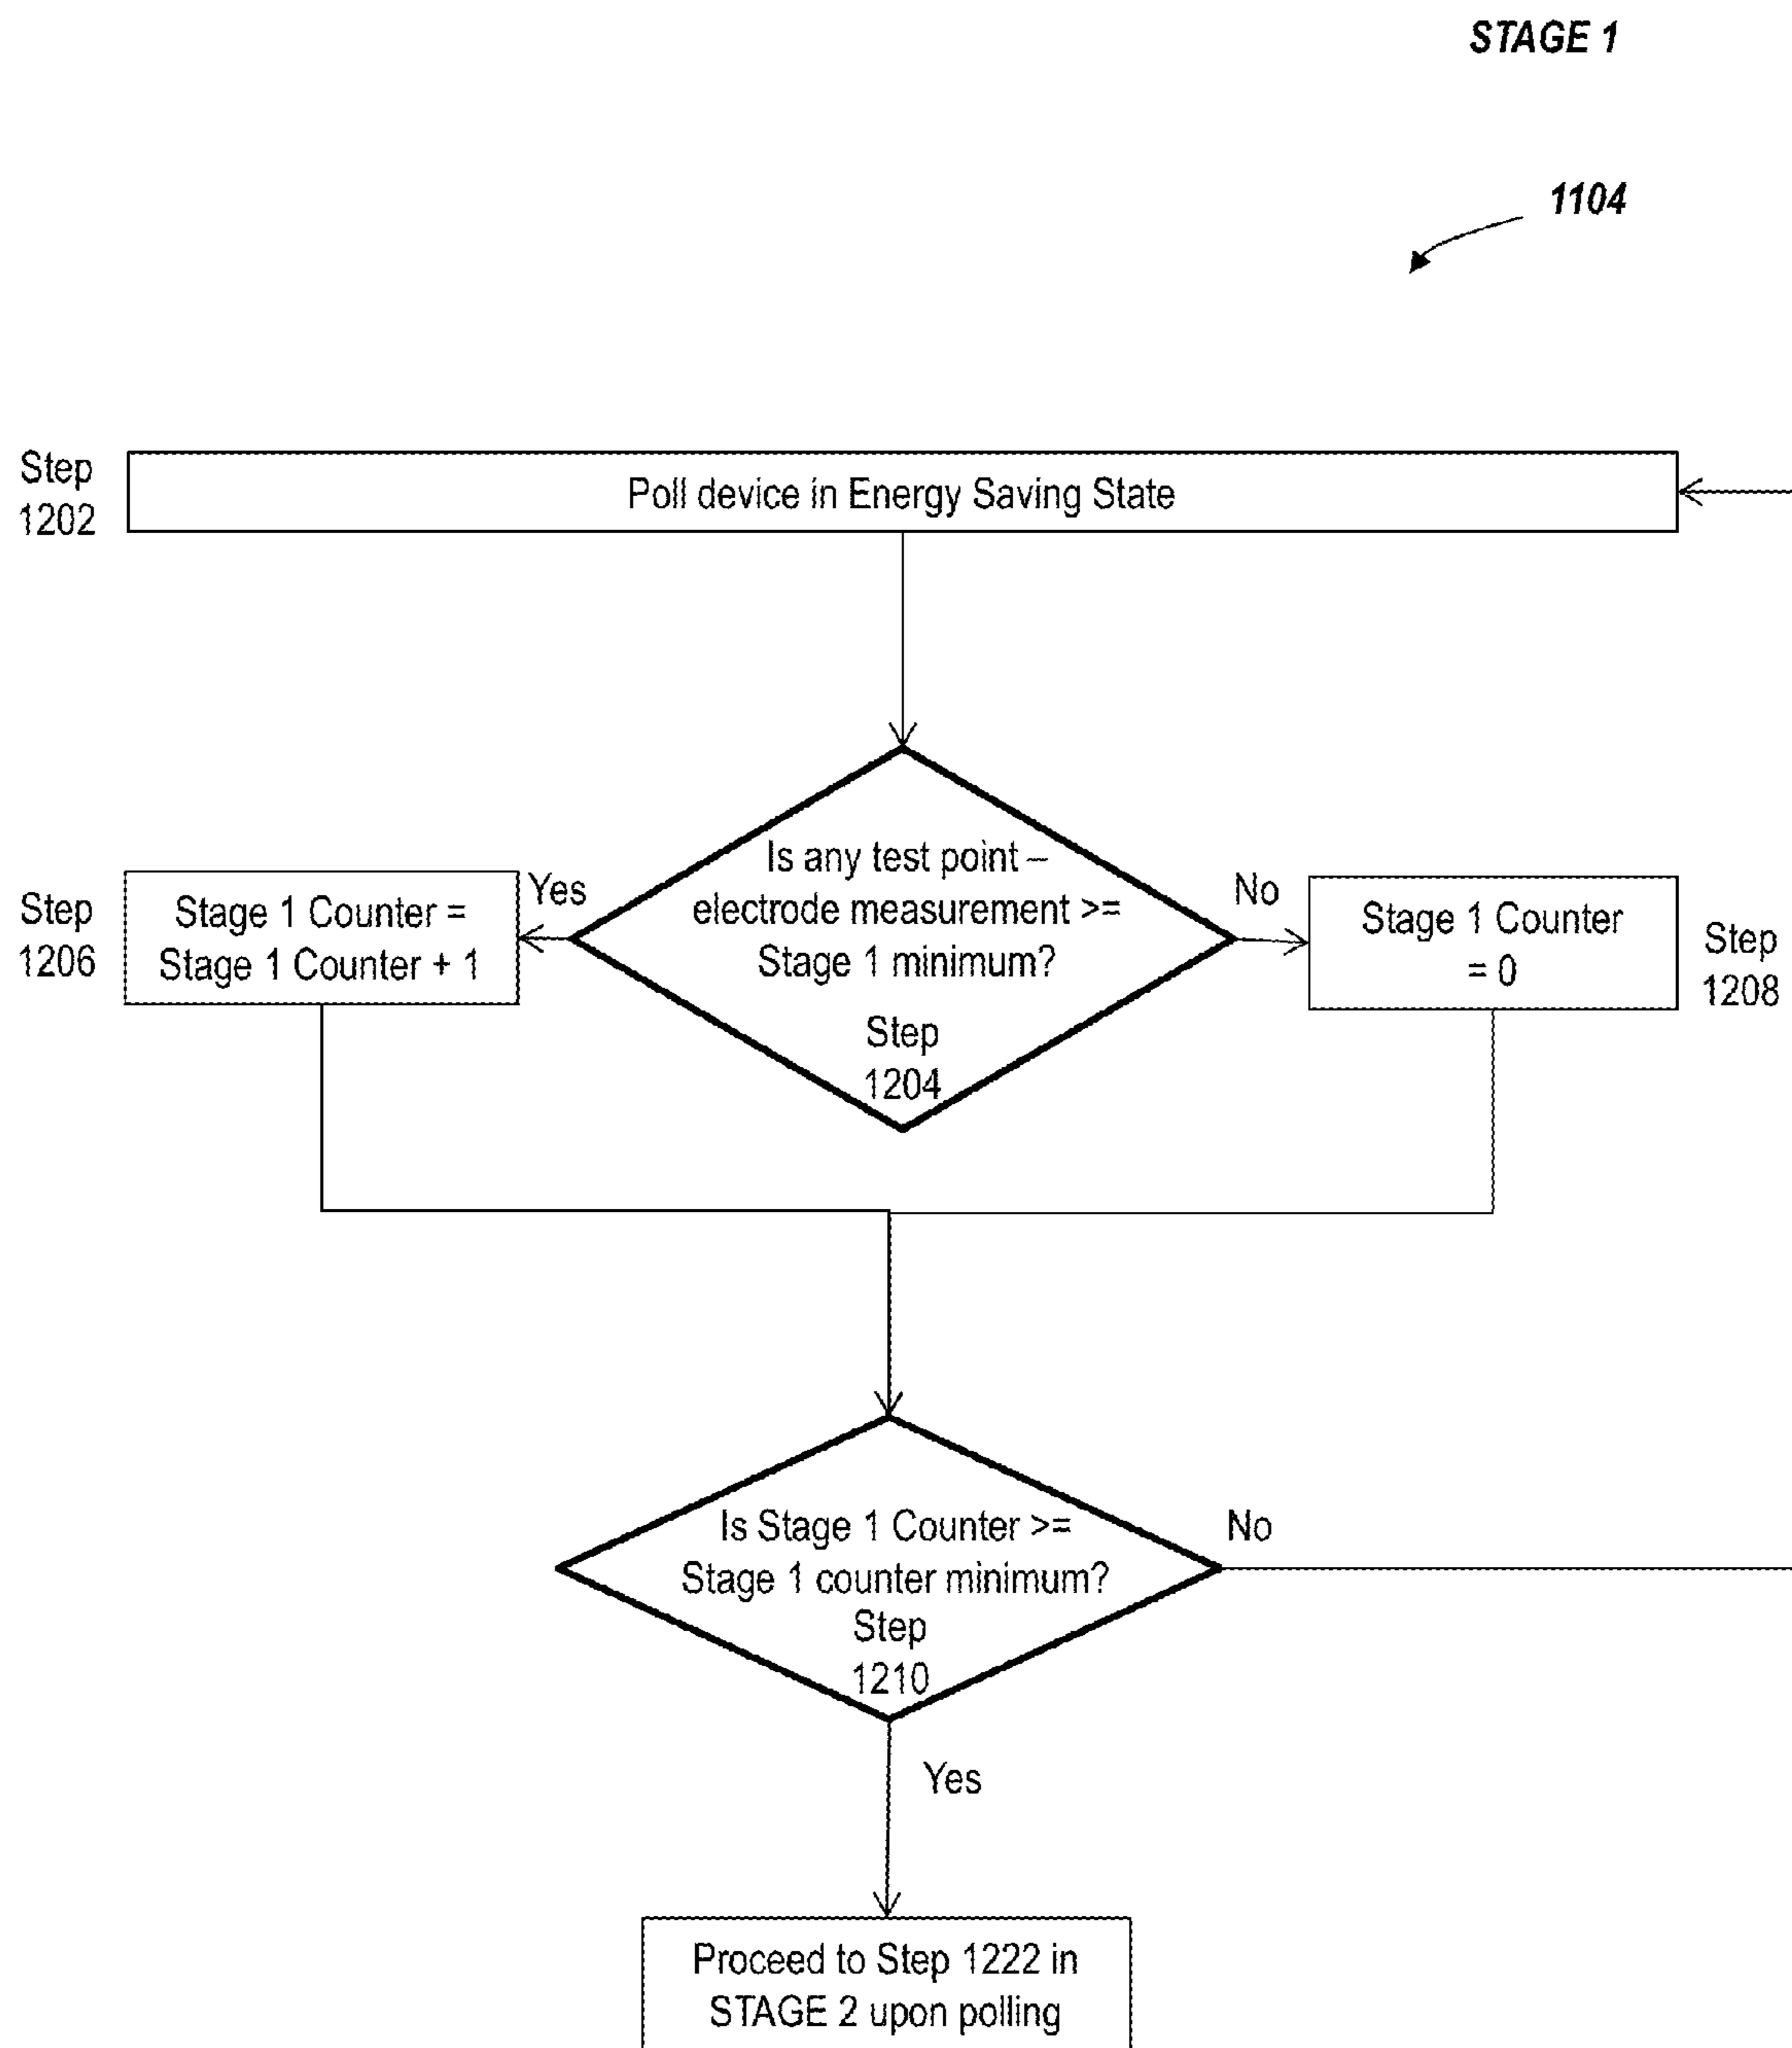 STAGE 1
1104
Step
1202
Poll device in Energy Saving State
Is any test point –
electrode measurement >=
Stage 1 minimum?
Step
1204
Yes
No
Step
1206
Stage 1 Counter =
Stage 1 Counter + 1
Stage 1 Counter
= 0
Step
1208
Is Stage 1 Counter >=
Stage 1 counter minimum?
Step
1210
No
Yes
Proceed to Step 1222 in
STAGE 2 upon polling